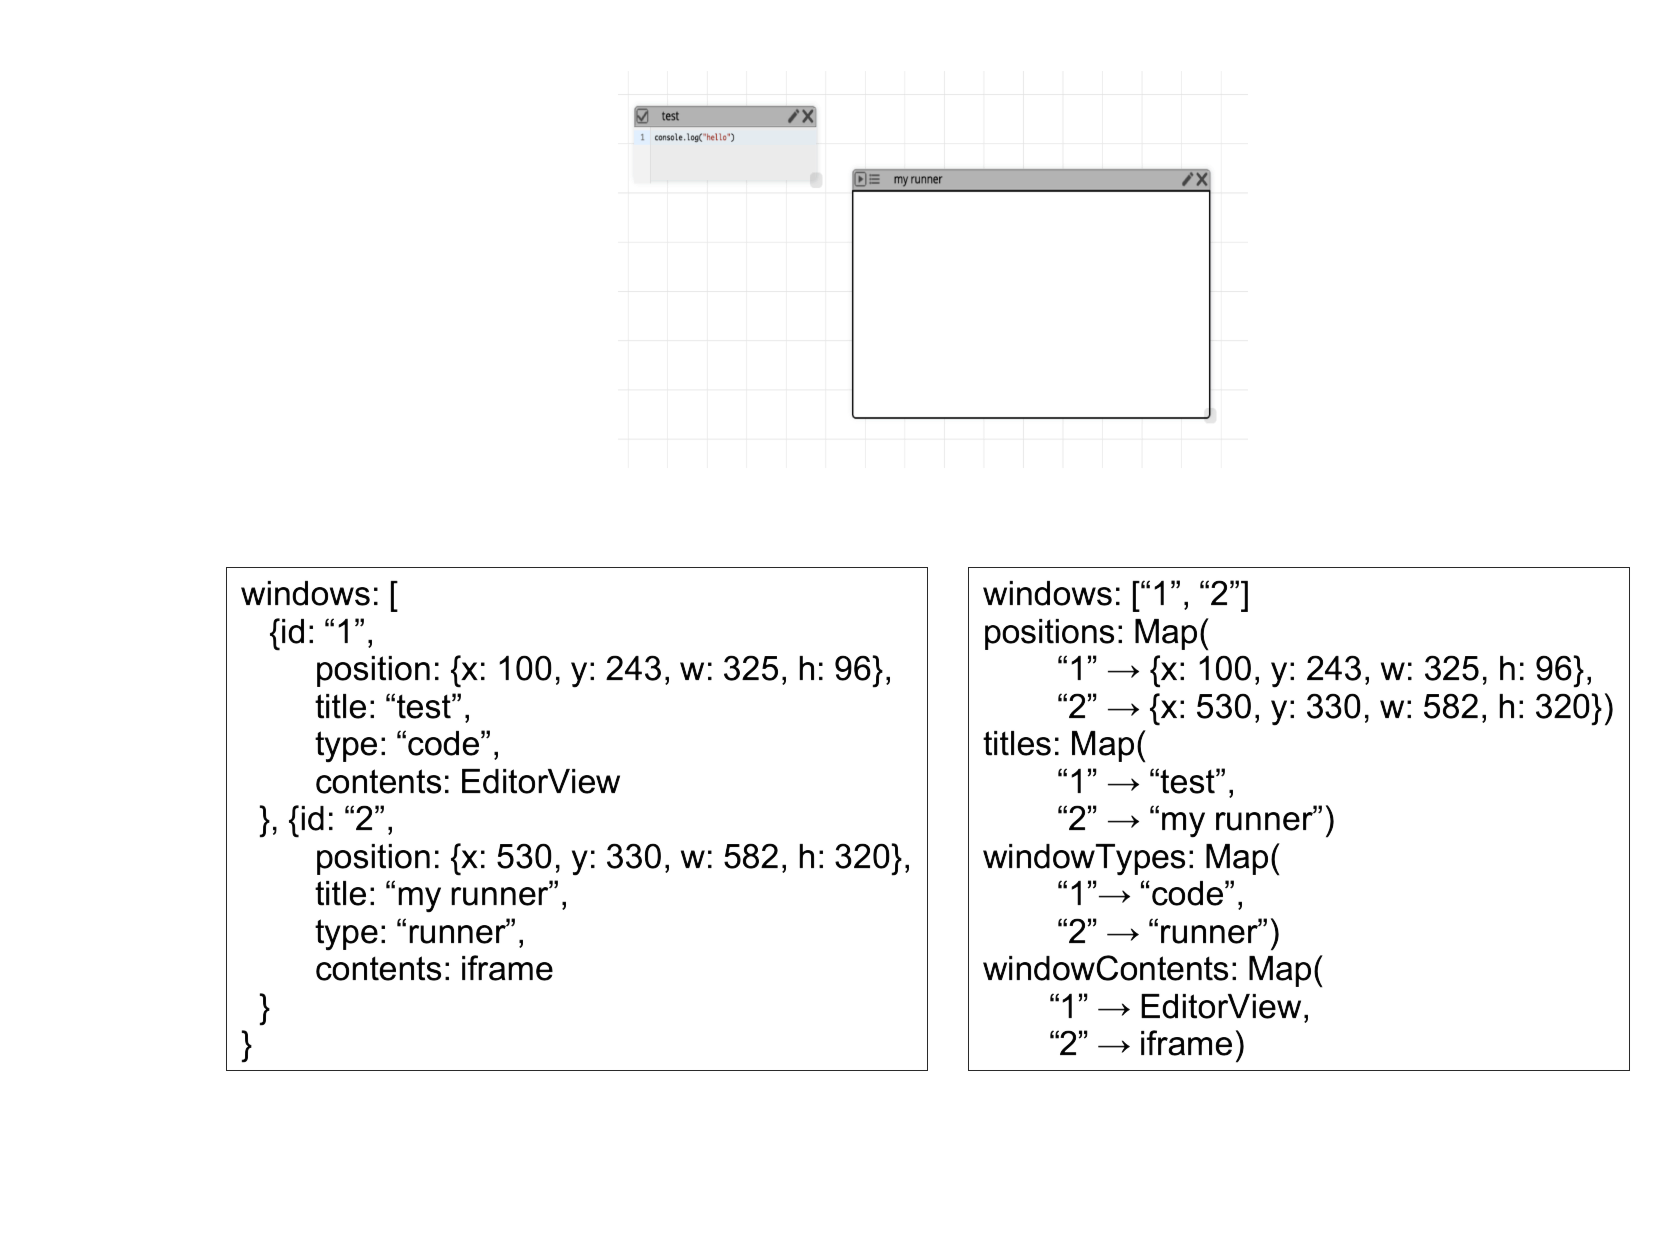 test
1 console.log("hello")
my runner
windows: [
{id: “1”,
position: {x: 100, y: 243, w: 325, h: 96},
title: “test”,
type: “code”,
contents: EditorView
}, {id: “2”,
position: {x: 530, y: 330, w: 582, h: 320},
title: “my runner”,
type: “runner”,
contents: iframe
}
}
windows: [“1”, “2”]
positions: Map(
“1” → {x: 100, y: 243, w: 325, h: 96},
“2” → {x: 530, y: 330, w: 582, h: 320})
titles: Map(
“1” → “test”,
“2” → “my runner”)
windowTypes: Map(
“1”→ “code”,
“2” → “runner”)
windowContents: Map(
“1” → EditorView,
“2” → iframe)